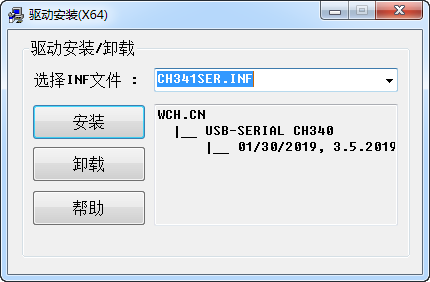 驱动安装(X64)
驱动安装/卸载
选择INF文件 :
CH341SER.INF
安装
卸载
帮助
WCH.CN
|__ USB-SERIAL CH340
|__ 01/30/2019, 3.5.2019